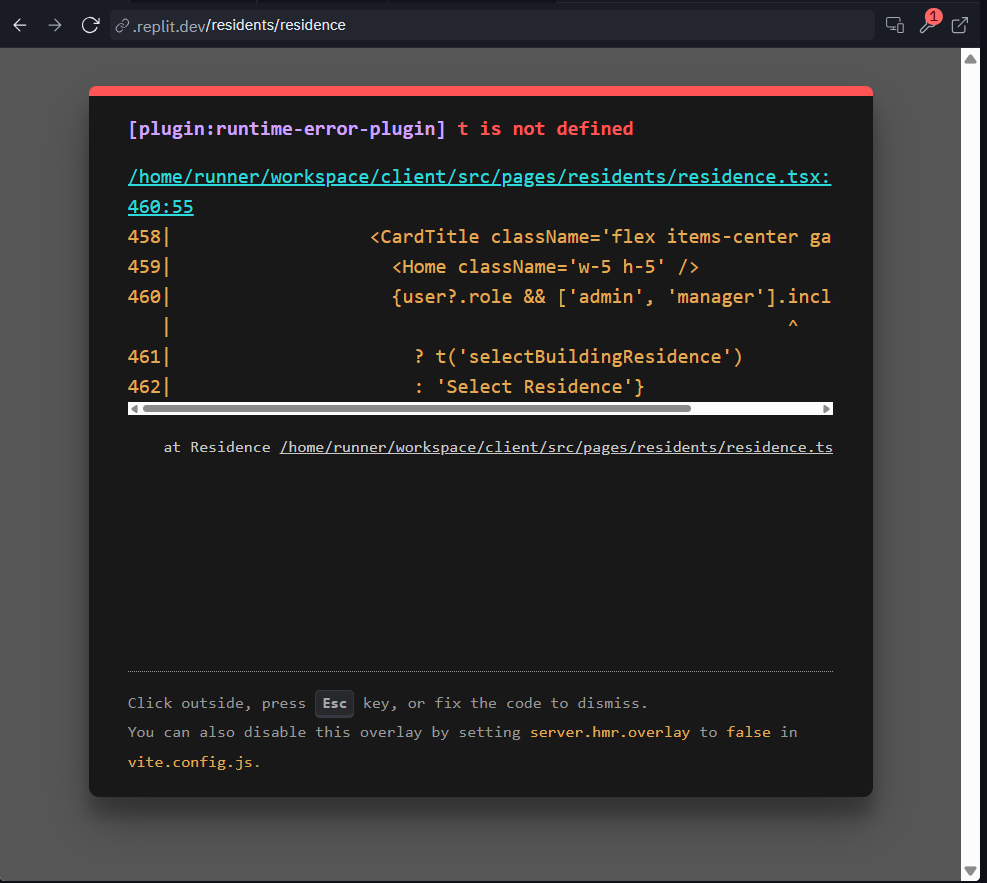 .replit.dev/residents/residence
1
[plugin:runtime-error-plugin] t is not defined
/home/runner/workspace/client/src/pages/residents/residence.tsx:
460:55
458| <CardTitle className='flex items-center ga
459| <Home className='w-5 h-5' />
460| {user?.role && ['admin', 'manager'].incl
| ^
461| ? t('selectBuildingResidence')
462| : 'Select Residence'}
at Residence /home/runner/workspace/client/src/pages/residents/residence.ts
Click outside, press Esc key, or fix the code to dismiss.
You can also disable this overlay by setting server.hmr.overlay to false in
vite.config.js.